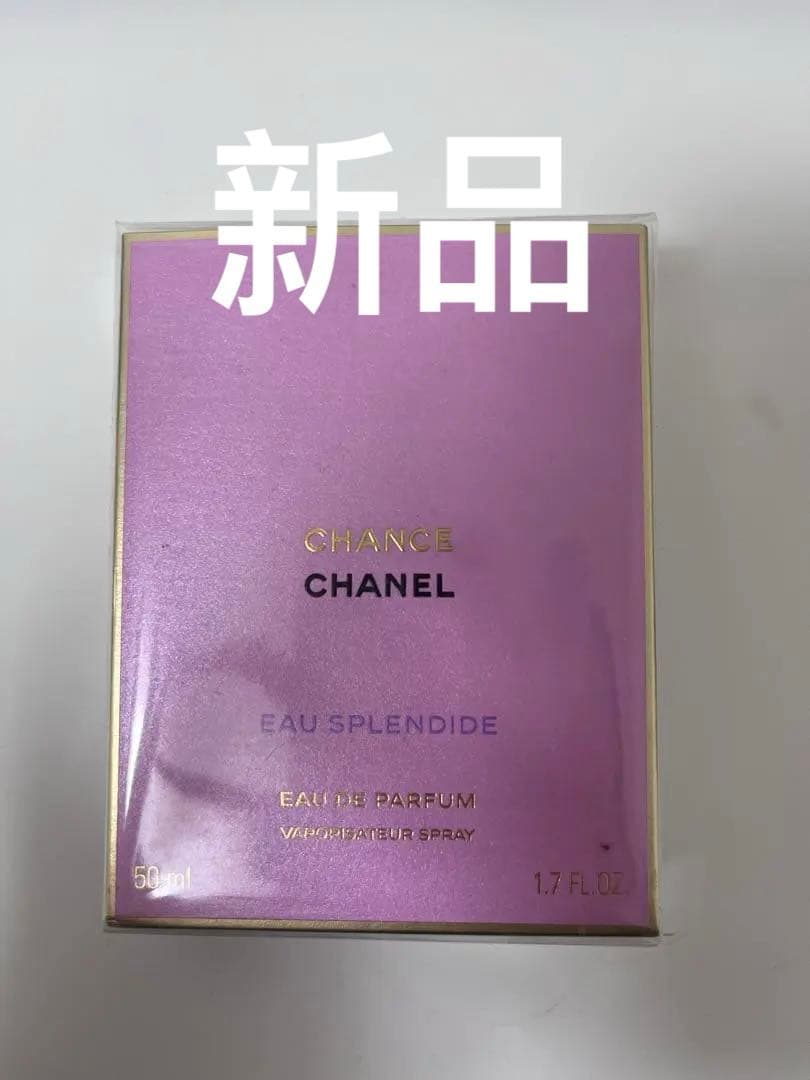 新品
CHANCE
CHANEL
EAU SPLENDIDE
EAU DE PARFUM
VAPORISATEUR SPRAY
50 ml
1.7 FL.OZ.